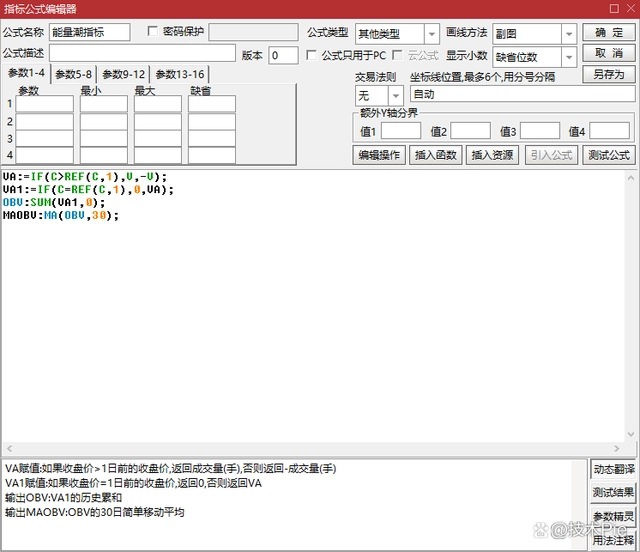 指标公式编辑器
公式名称 能量潮指标 密码保护 公式类型 其他类型 画线方法 副图 确 定
公式描述 版本 0 公式只用于PC 云公式 显示小数 缺省位数 取 消
参数1-4 参数5-8 参数9-12 参数13-16 交易法则 坐标线位置,最多6个,用分号分隔 另存为
参数 最小 最大 缺省 无 自动
1
额外Y轴分界
2 值1 值2 值3 值4
3
4 编辑操作 插入函数 插入资源 引入公式 测试公式
VA:=IF(C>REF(C,1),V,-V);
VA1:=IF(C=REF(C,1),0,VA);
OBV:SUM(VA1,0);
MAOBV:MA(OBV,30);
VA赋值:如果收盘价>1日前的收盘价,返回成交量(手),否则返回-成交量(手) 动态翻译
VA1赋值:如果收盘价=1日前的收盘价,返回0,否则返回VA
输出OBV:VA1的历史累和 测试结果
输出MAOBV:OBV的30日简单移动平均 参数精灵
用法注释
@技术Pie